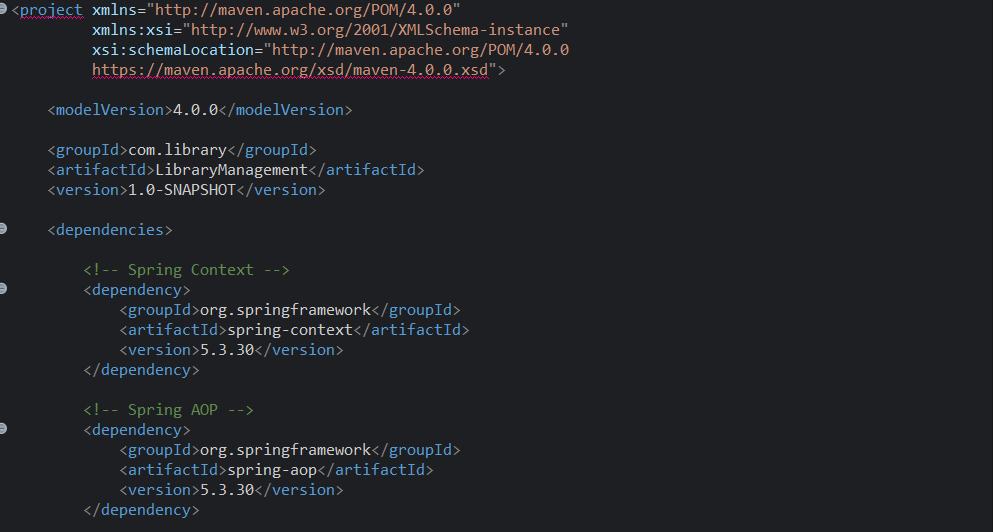 <project xmlns="http://maven.apache.org/POM/4.0.0"
xmlns:xsi="http://www.w3.org/2001/XMLSchema-instance"
xsi:schemaLocation="http://maven.apache.org/POM/4.0.0
https://maven.apache.org/xsd/maven-4.0.0.xsd">
<modelVersion>4.0.0</modelVersion>
<groupId>com.library</groupId>
<artifactId>LibraryManagement</artifactId>
<version>1.0-SNAPSHOT</version>
<dependencies>
<!-- Spring Context -->
<dependency>
<groupId>org.springframework</groupId>
<artifactId>spring-context</artifactId>
<version>5.3.30</version>
</dependency>
<!-- Spring AOP -->
<dependency>
<groupId>org.springframework</groupId>
<artifactId>spring-aop</artifactId>
<version>5.3.30</version>
</dependency>